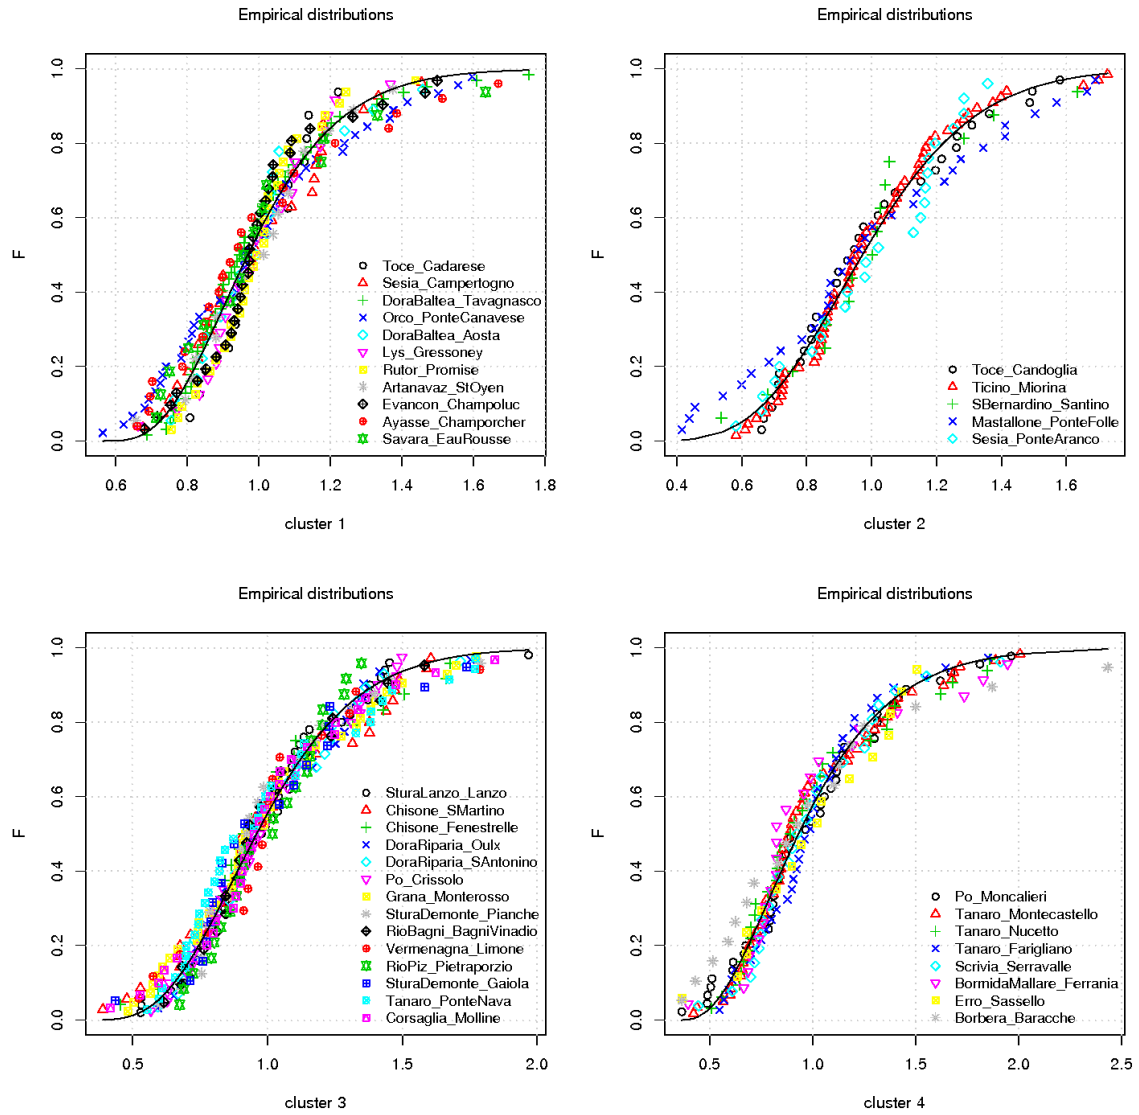 Empirical distributions
F
0.0 0.2 0.4 0.6 0.8 1.0
Toce_Cadarese
Sesia_Campertogno
DoraBaltea_Tavagnasco
Orco_PonteCanavese
DoraBaltea_Aosta
Lys_Gressoney
Rutor_Promise
Artanavaz_StOyen
Evancon_Champoluc
Ayasse_Champorcher
Savara_EauRousse
0.6 0.8 1.0 1.2 1.4 1.6 1.8
cluster 1
Empirical distributions
F
0.0 0.2 0.4 0.6 0.8 1.0
Toce_Candoglia
Ticino_Miorina
SBernardino_Santino
Mastallone_PonteFolle
Sesia_PonteAranco
0.4 0.6 0.8 1.0 1.2 1.4 1.6
cluster 2
Empirical distributions
F
0.0 0.2 0.4 0.6 0.8 1.0
SturaLanzo_Lanzo
Chisone_SMartino
Chisone_Fenestrelle
DoraRiparia_Oulx
DoraRiparia_SAntonino
Po_Crissolo
Grana_Monterosso
SturaDemonte_Pianche
RioBagni_BagniVinadio
Vermenagna_Limone
RioPiz_Pietraporzio
SturaDemonte_Gaiola
Tanaro_PonteNava
Corsaglia_Molline
0.5 1.0 1.5 2.0
cluster 3
Empirical distributions
F
0.0 0.2 0.4 0.6 0.8 1.0
Po_Moncalieri
Tanaro_Montecastello
Tanaro_Nucetto
Tanaro_Farigliano
Scrivia_Serravalle
BormidaMallare_Ferrania
Erro_Sassello
Borbera_Baracche
0.5 1.0 1.5 2.0 2.5
cluster 4